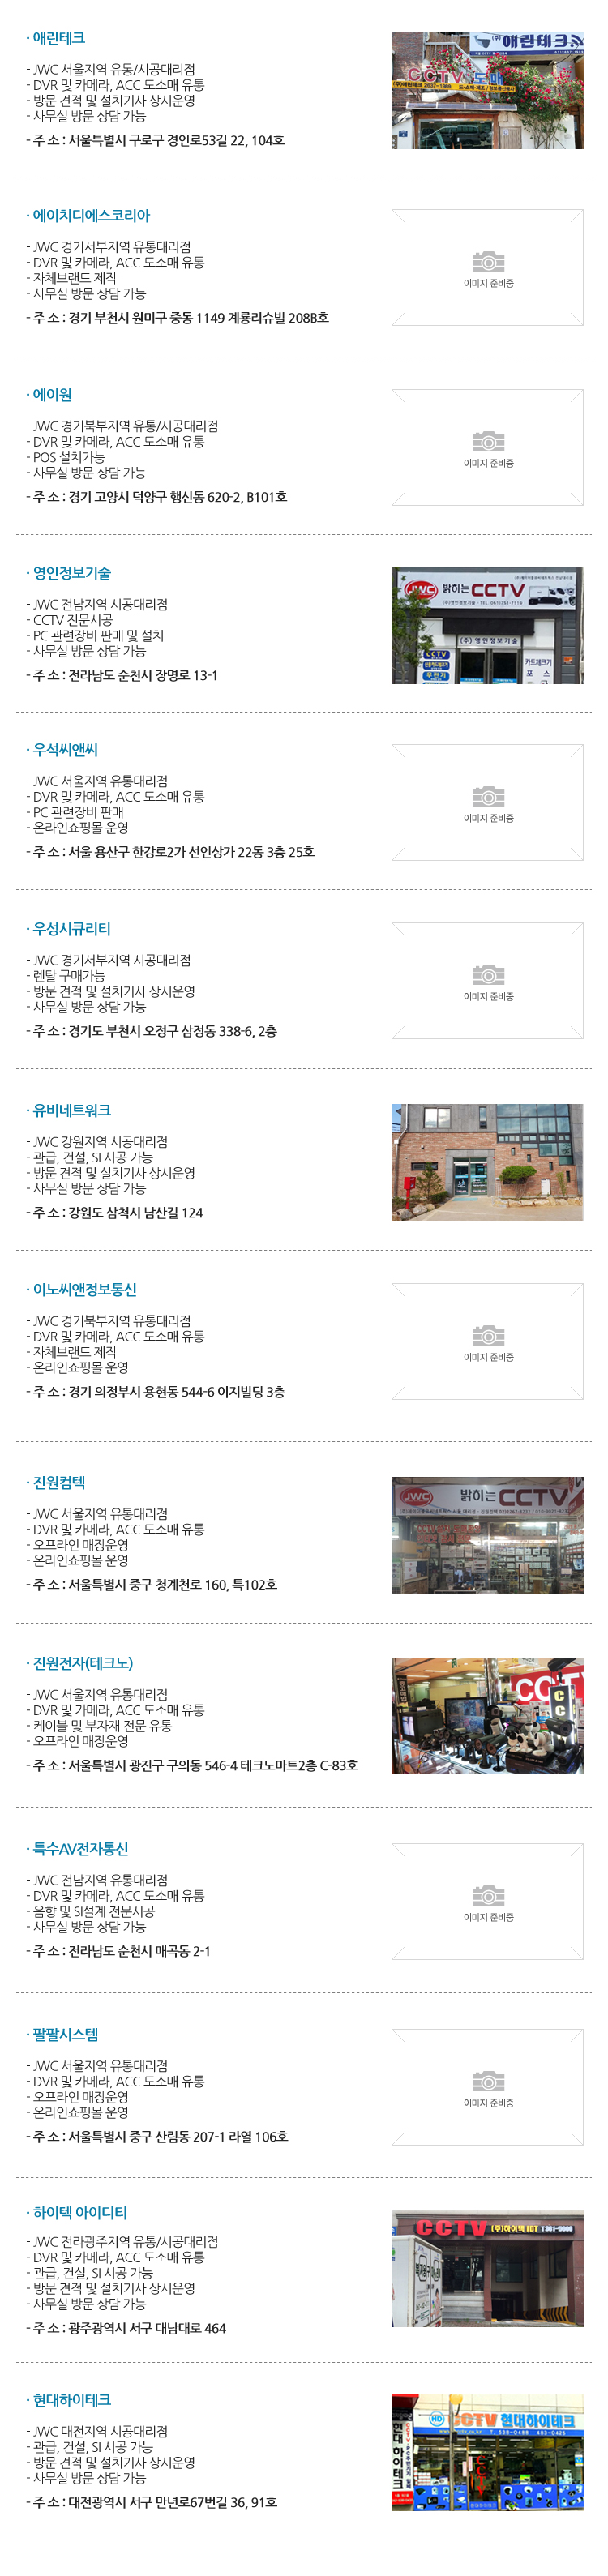 · 애린테크
- JWC 서울지역 유통/시공대리점
- DVR 및 카메라, ACC 도소매 유통
- 방문 견적 및 설치기사 상시운영
- 사무실 방문 상담 가능
- 주 소 : 서울특별시 구로구 경인로53길 22, 104호
애린테크
CCTV 도매
· 에이치디에스코리아
- JWC 경기서부지역 유통대리점
- DVR 및 카메라, ACC 도소매 유통
- 자체브랜드 제작
- 사무실 방문 상담 가능
- 주 소 : 경기 부천시 원미구 중동 1149 계룡리슈빌 208B호
이미지 준비중
· 에이원
- JWC 경기북부지역 유통/시공대리점
- DVR 및 카메라, ACC 도소매 유통
- POS 설치가능
- 사무실 방문 상담 가능
- 주 소 : 경기 고양시 덕양구 행신동 620-2, B101호
이미지 준비중
· 영인정보기술
- JWC 전남지역 시공대리점
- CCTV 전문시공
- PC 관련장비 판매 및 설치
- 사무실 방문 상담 가능
- 주 소 : 전라남도 순천시 장명로 13-1
JWC 밝히는 CCTV
(주)영인정보기술
CCTV
카드체크기
포스
· 우석씨앤씨
- JWC 서울지역 유통대리점
- DVR 및 카메라, ACC 도소매 유통
- PC 관련장비 판매
- 온라인쇼핑몰 운영
- 주 소 : 서울 용산구 한강로2가 선인상가 22동 3층 25호
이미지 준비중
· 우성시큐리티
- JWC 경기서부지역 시공대리점
- 렌탈 구매가능
- 방문 견적 및 설치기사 상시운영
- 사무실 방문 상담 가능
- 주 소 : 경기도 부천시 오정구 삼정동 338-6, 2층
이미지 준비중
· 유비네트워크
- JWC 강원지역 시공대리점
- 관급, 건설, SI 시공 가능
- 방문 견적 및 설치기사 상시운영
- 사무실 방문 상담 가능
- 주 소 : 강원도 삼척시 남산길 124
· 이노씨앤정보통신
- JWC 경기북부지역 유통대리점
- DVR 및 카메라, ACC 도소매 유통
- 자체브랜드 제작
- 온라인쇼핑몰 운영
- 주 소 : 경기 의정부시 용현동 544-6 이지빌딩 3층
이미지 준비중
· 진원컴텍
- JWC 서울지역 유통대리점
- DVR 및 카메라, ACC 도소매 유통
- 오프라인 매장운영
- 온라인쇼핑몰 운영
- 주 소 : 서울특별시 중구 청계천로 160, 특102호
JWC 밝히는 CCTV
· 진원전자(테크노)
- JWC 서울지역 유통대리점
- DVR 및 카메라, ACC 도소매 유통
- 케이블 및 부자재 전문 유통
- 오프라인 매장운영
- 주 소 : 서울특별시 광진구 구의동 546-4 테크노마트2층 C-83호
· 특수AV전자통신
- JWC 전남지역 유통대리점
- DVR 및 카메라, ACC 도소매 유통
- 음향 및 SI설계 전문시공
- 사무실 방문 상담 가능
- 주 소 : 전라남도 순천시 매곡동 2-1
이미지 준비중
· 팔팔시스템
- JWC 서울지역 유통대리점
- DVR 및 카메라, ACC 도소매 유통
- 오프라인 매장운영
- 온라인쇼핑몰 운영
- 주 소 : 서울특별시 중구 산림동 207-1 라열 106호
이미지 준비중
· 하이텍 아이디티
- JWC 전라광주지역 유통/시공대리점
- DVR 및 카메라, ACC 도소매 유통
- 관급, 건설, SI 시공 가능
- 방문 견적 및 설치기사 상시운영
- 사무실 방문 상담 가능
- 주 소 : 광주광역시 서구 대남대로 464
CCTV (주)하이텍 IDT
· 현대하이테크
- JWC 대전지역 시공대리점
- 관급, 건설, SI 시공 가능
- 방문 견적 및 설치기사 상시운영
- 사무실 방문 상담 가능
- 주 소 : 대전광역시 서구 만년로67번길 36, 91호
HD CCTV 현대하이테크
현대하이테크